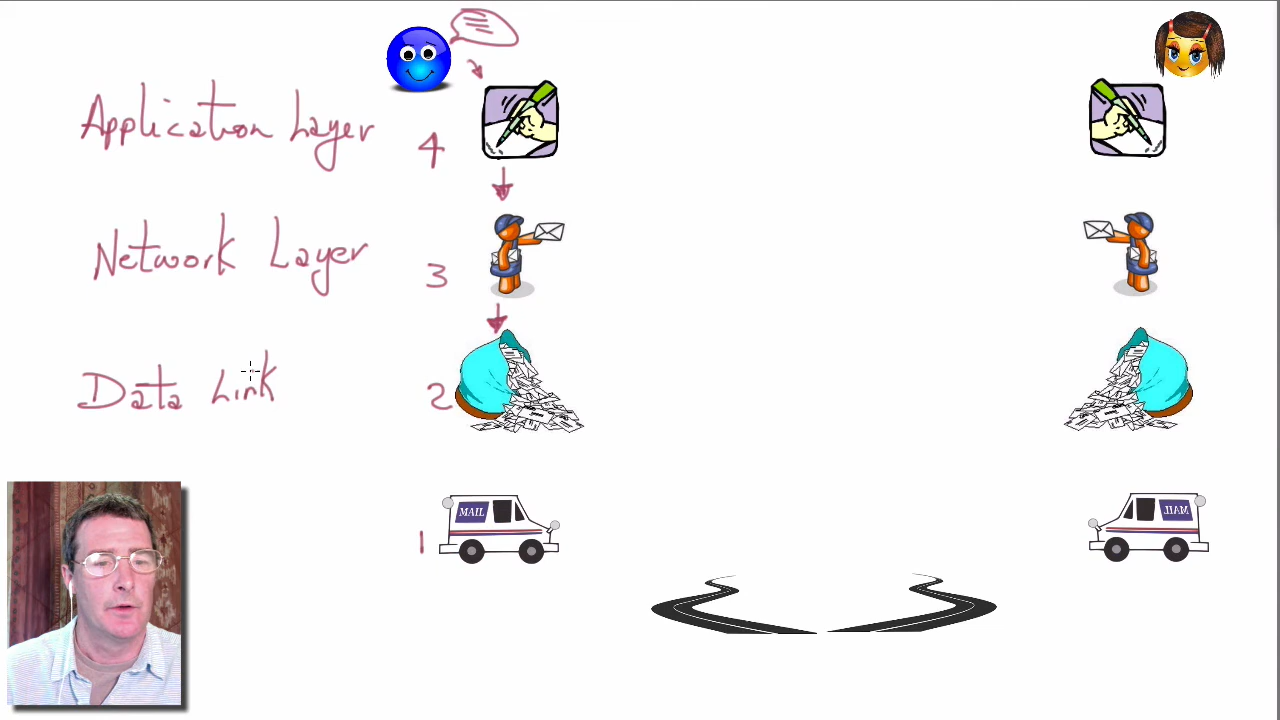 Application Layer 4
Network Layer 3
Data Link 2
MAIL MAIL
1